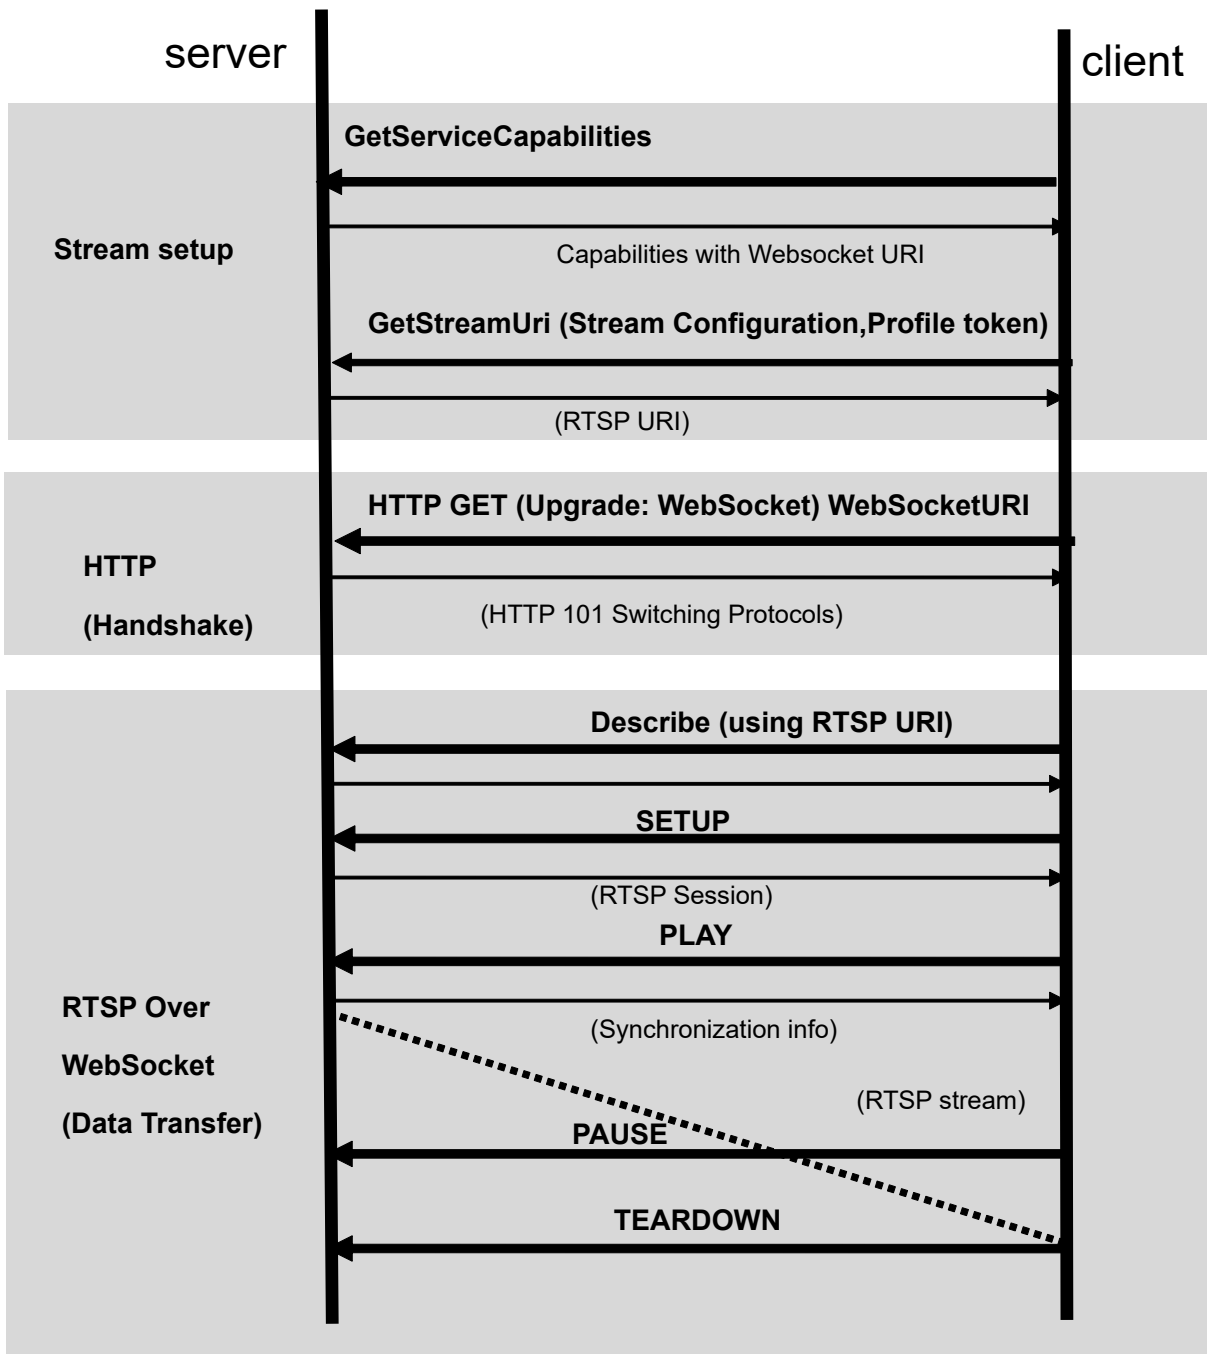 server
client
GetServiceCapabilities
Stream setup
Capabilities with Websocket URI
GetStreamUri (Stream Configuration,Profile token)
(RTSP URI)
HTTP GET (Upgrade: WebSocket) WebSocketURI
HTTP
(Handshake)
(HTTP 101 Switching Protocols)
Describe (using RTSP URI)
SETUP
(RTSP Session)
PLAY
RTSP Over
WebSocket
(Data Transfer)
(Synchronization info)
(RTSP stream)
PAUSE
TEARDOWN